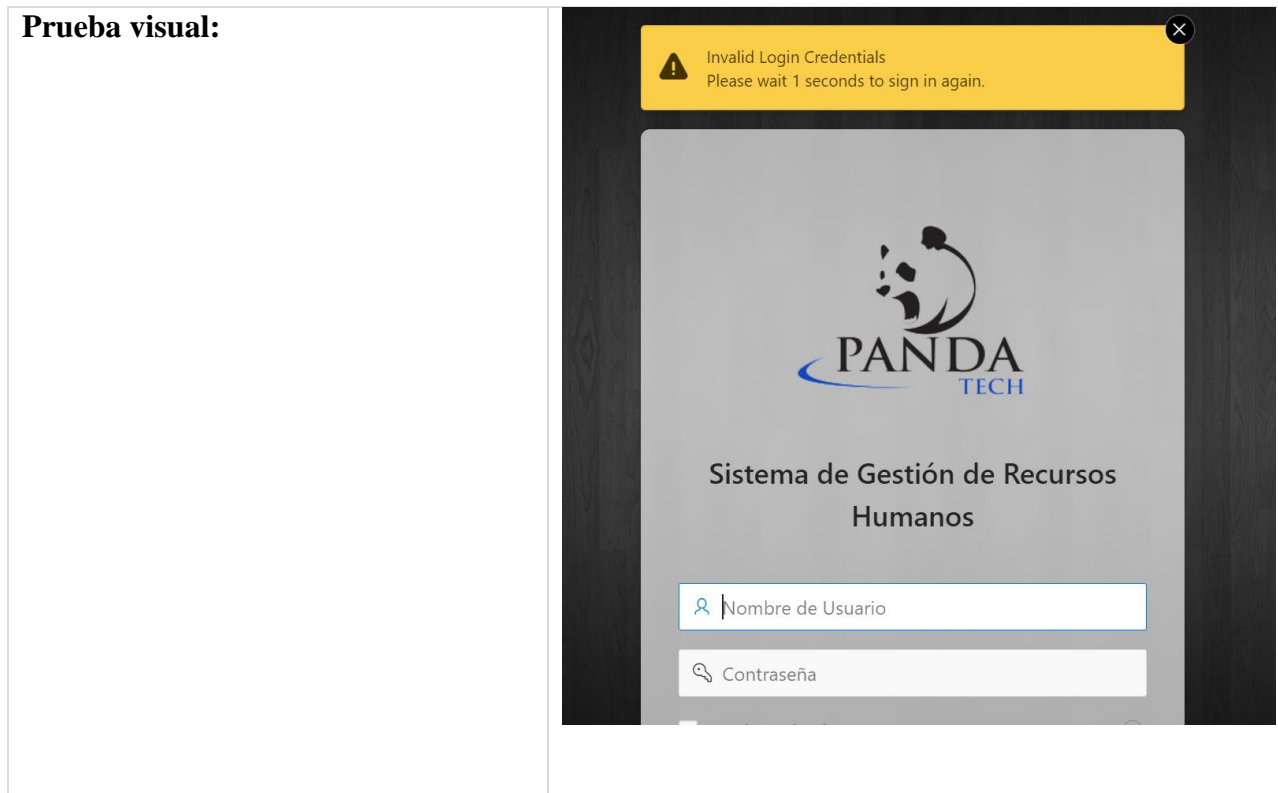 Prueba visual:
Invalid Login Credentials
Please wait 1 seconds to sign in again.
PANDA
TECH
Sistema de Gestión de Recursos
Humanos
Nombre de Usuario
Contraseña